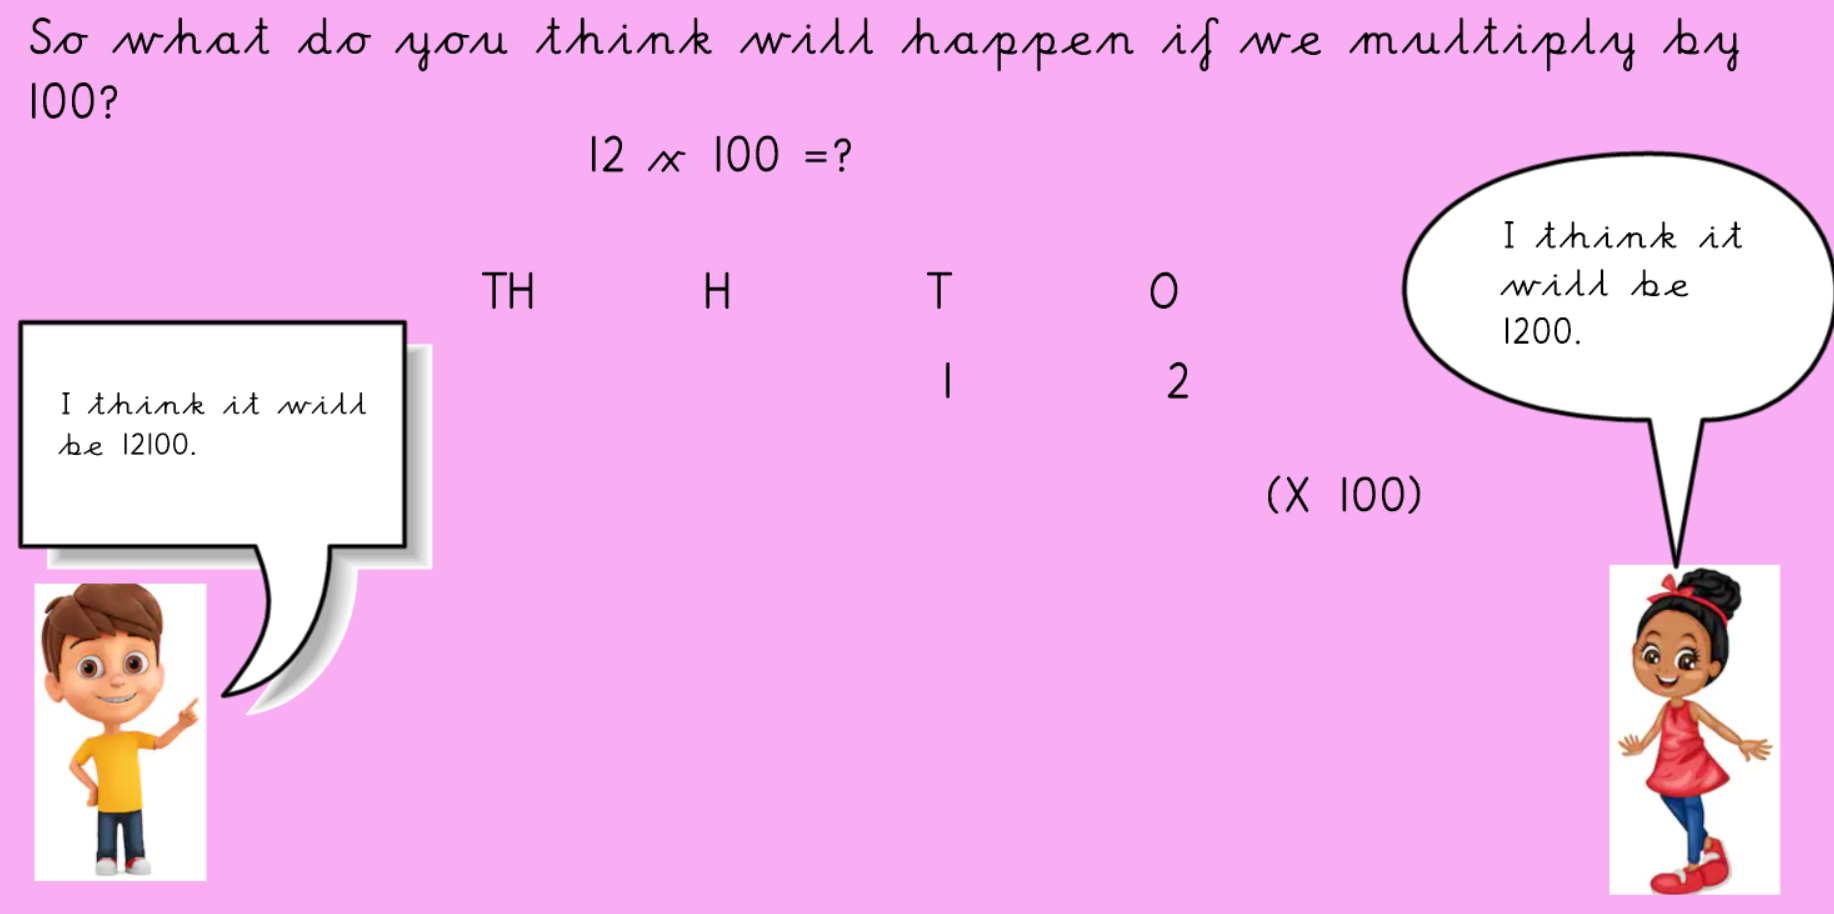 So what do you think will happen if we multiply by
100?
12 x 100 =?
TH H T O
1 2
(X 100)
I think it will
be 12100.
I think it
will be
1200.